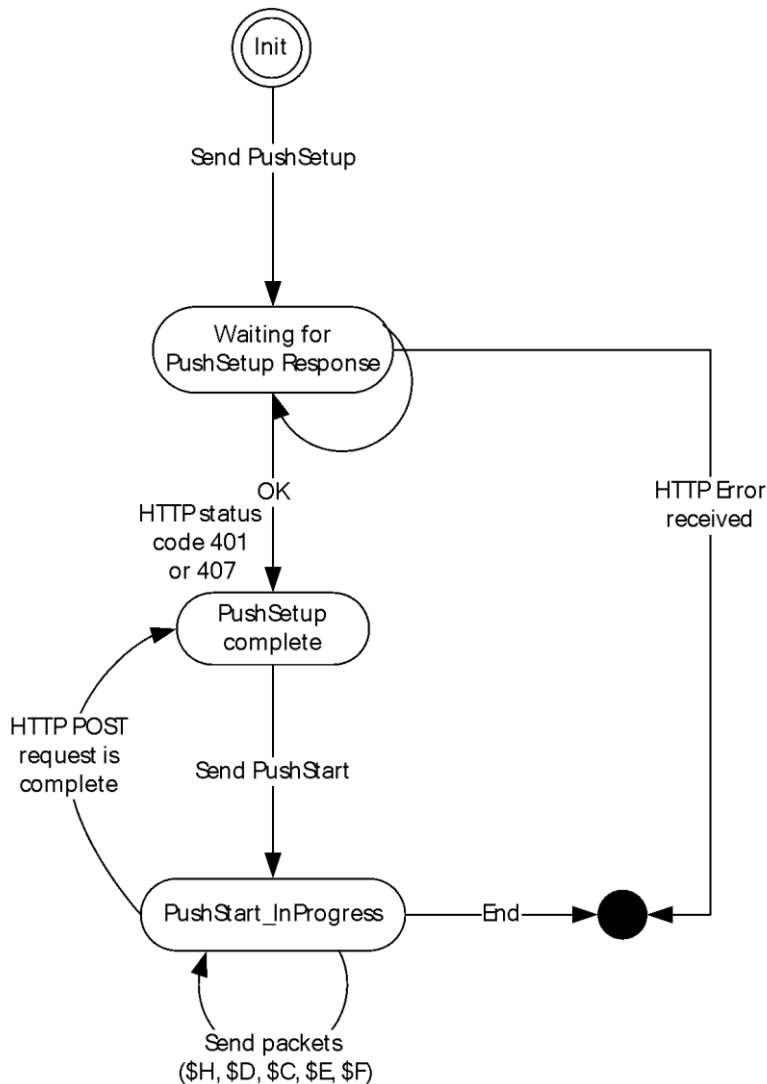 Init
Send PushSetup
Waiting for
PushSetup Response
OK
HTTP status
code 401
or 407
HTTP Error
received
PushSetup
complete
HTTP POST
request is
complete
Send PushStart
PushStart_InProgress
End
Send packets
($H, $D, $C, $E, $F)